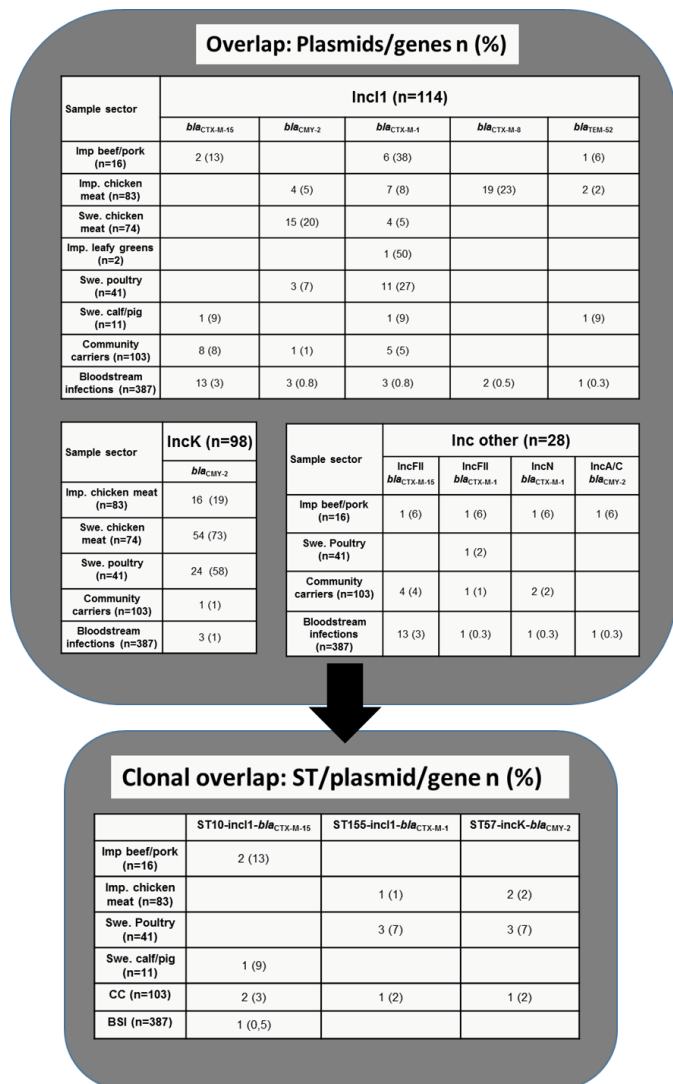 Overlap: Plasmids/genes n (%)
Sample sector IncI1 (n=114)
blaCTX-M-15 blaCMY-2 blaCTX-M-1 blaCTX-M-8 blaTEM-52
Imp beef/pork (n=16) 2 (13) 6 (38) 1 (6)
Imp. chicken meat (n=83) 4 (5) 7 (8) 19 (23) 2 (2)
Swe. chicken meat (n=74) 15 (20) 4 (5)
Imp. leafy greens (n=2) 1 (50)
Swe. poultry (n=41) 3 (7) 11 (27)
Swe. calf/pig (n=11) 1 (9) 1 (9) 1 (9)
Community carriers (n=103) 8 (8) 1 (1) 5 (5)
Bloodstream infections (n=387) 13 (3) 3 (0.8) 3 (0.8) 2 (0.5) 1 (0.3)
Sample sector IncK (n=98)
blaCMY-2
Imp. chicken meat (n=83) 16 (19)
Swe. chicken meat (n=74) 54 (73)
Swe. poultry (n=41) 24 (58)
Community carriers (n=103) 1 (1)
Bloodstream infections (n=387) 3 (1)
Sample sector Inc other (n=28)
IncFII blaCTX-M-15 IncFII blaCTX-M-1 IncN blaCTX-M-1 IncA/C blaCMY-2
Imp beef/pork (n=16) 1 (6) 1 (6) 1 (6) 1 (6)
Swe. Poultry (n=41) 1 (2)
Community carriers (n=103) 4 (4) 1 (1) 2 (2)
Bloodstream infections (n=387) 13 (3) 1 (0.3) 1 (0.3) 1 (0.3)
Clonal overlap: ST/plasmid/gene n (%)
ST10-incI1-blaCTX-M-15 ST155-incI1-blaCTX-M-1 ST57-incK-blaCMY-2
Imp beef/pork (n=16) 2 (13)
Imp. chicken meat (n=83) 1 (1) 2 (2)
Swe. Poultry (n=41) 3 (7) 3 (7)
Swe. calf/pig (n=11) 1 (9)
CC (n=103) 2 (3) 1 (2) 1 (2)
BSI (n=387) 1 (0,5)